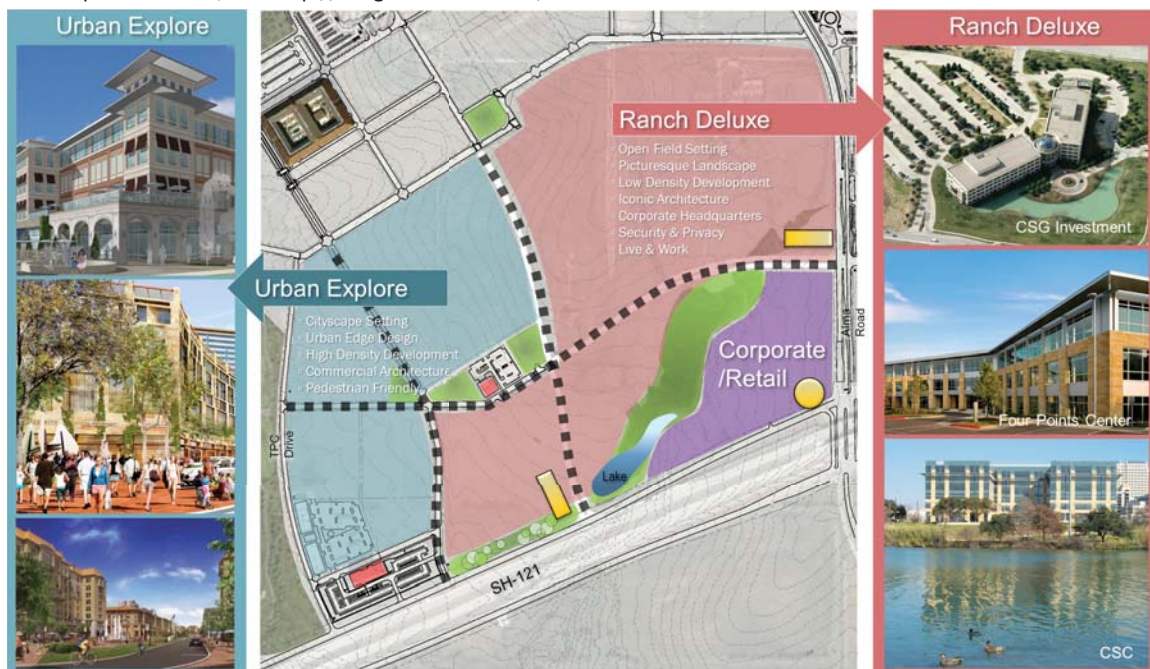 Urban Explore
Ranch Deluxe
Ranch Deluxe
Open Field Setting
Picturesque Landscape
Low Density Development
Iconic Architecture
Corporate Headquarters
Security & Privacy
Live & Work
CSG Investment
Urban Explore
Cityscape Setting
Urban Edge Design
High Density Development
Commercial Architecture
Pedestrian Friendly
Corporate
/Retail
Alma
Road
Four Points Center
TPC
Drive
Lake
SH-121
CSC